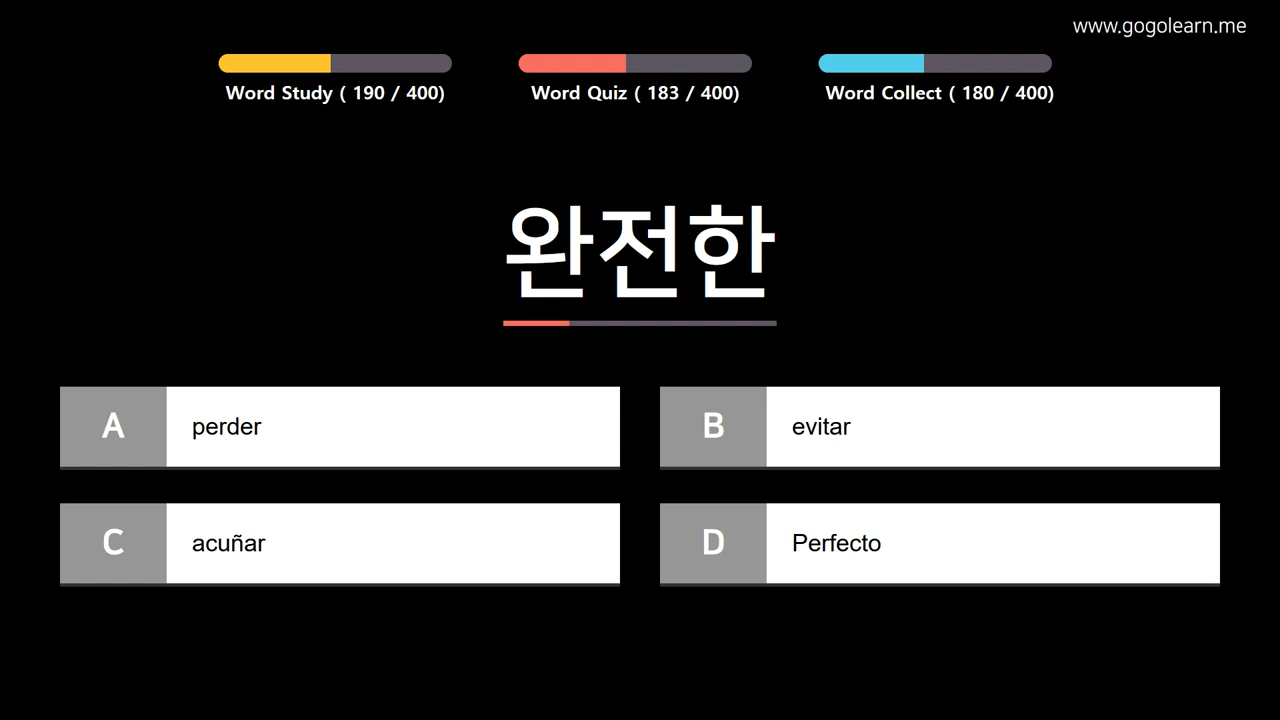 www.gogolearn.me
Word Study ( 190 / 400)
Word Quiz ( 183 / 400)
Word Collect ( 180 / 400)
완전한
A perder
B evitar
C acuñar
D Perfecto